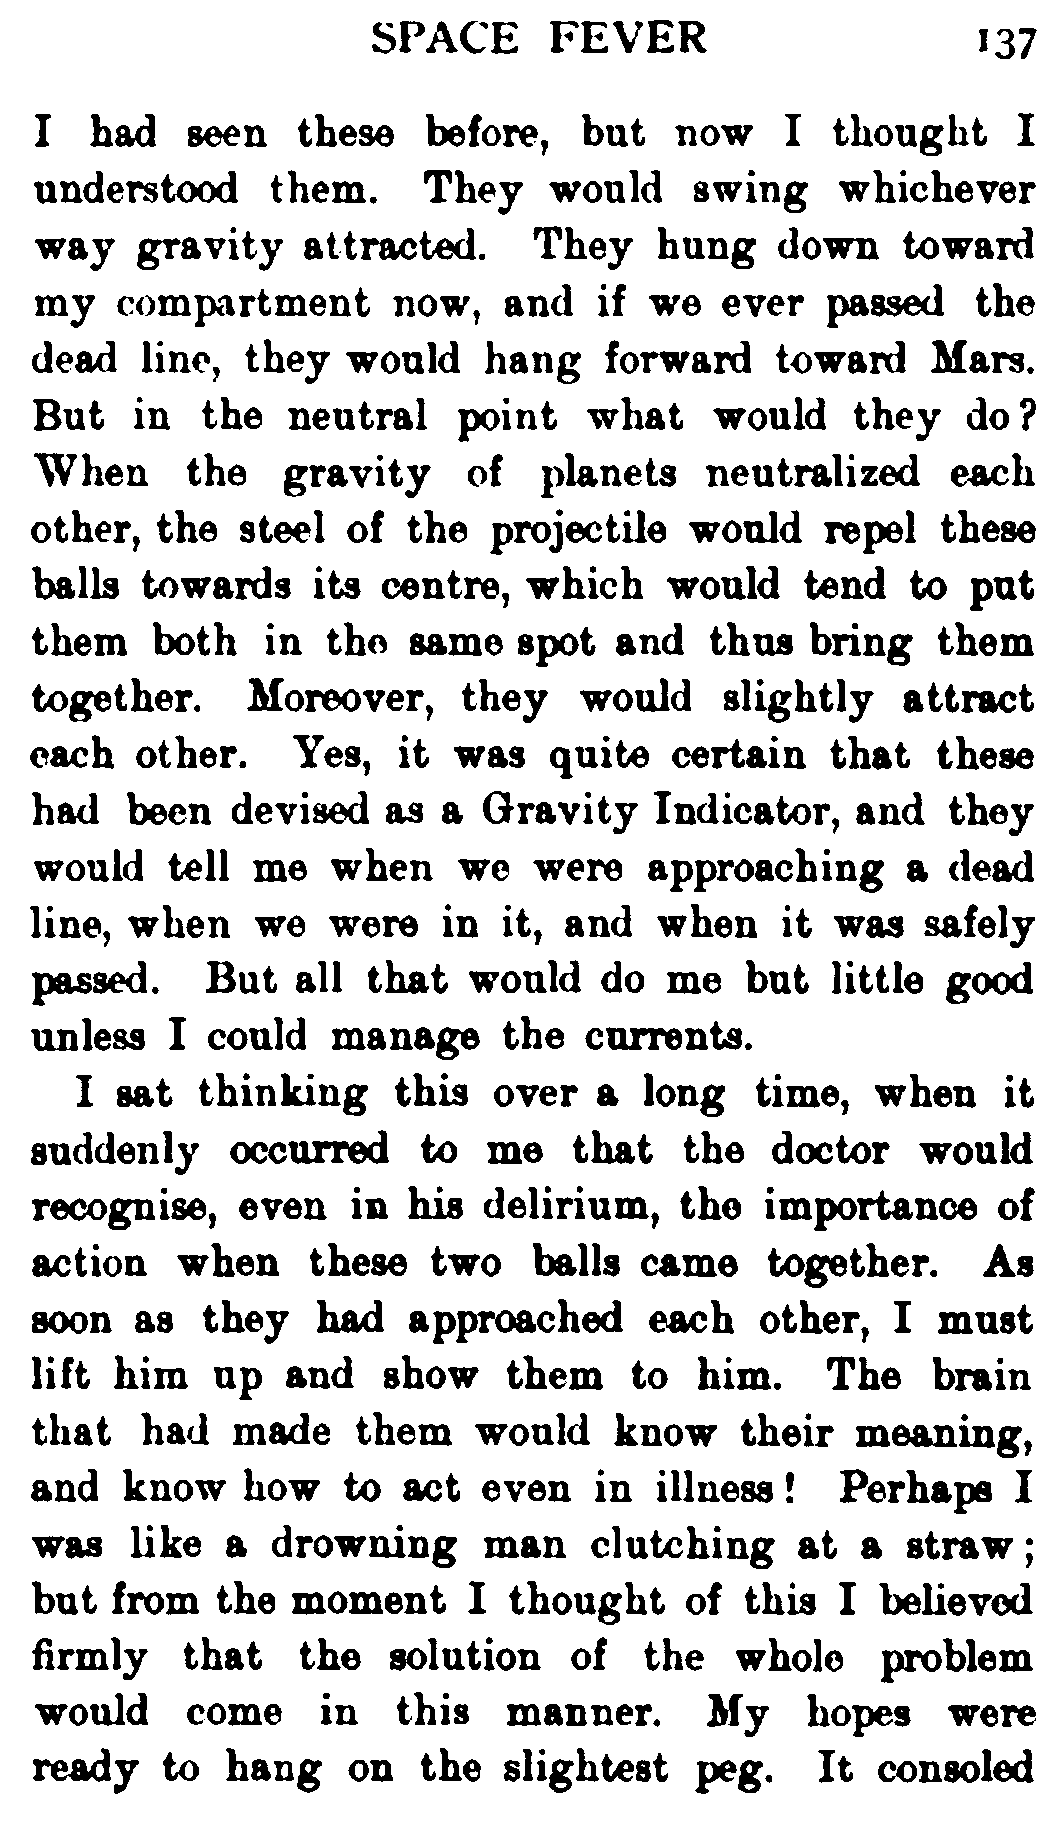 SPACE FEVER 137
I had seen these before, but now I thought I
understood them. They would swing whichever
way gravity attracted. They hung down toward
my compartment now, and if we ever passed the
dead line, they would hang forward toward Mars.
But in the neutral point what would they do?
When the gravity of planets neutralized each
other, the steel of the projectile would repel these
balls towards its centre, which would tend to put
them both in the same spot and thus bring them
together. Moreover, they would slightly attract
each other. Yes, it was quite certain that these
had been devised as a Gravity Indicator, and they
would tell me when we were approaching a dead
line, when we were in it, and when it was safely
passed. But all that would do me but little good
unless I could manage the currents.
I sat thinking this over a long time, when it
suddenly occurred to me that the doctor would
recognise, even in his delirium, the importance of
action when these two balls came together. As
soon as they had approached each other, I must
lift him up and show them to him. The brain
that had made them would know their meaning,
and know how to act even in illness! Perhaps I
was like a drowning man clutching at a straw;
but from the moment I thought of this I believed
firmly that the solution of the whole problem
would come in this manner. My hopes were
ready to hang on the slightest peg. It consoled